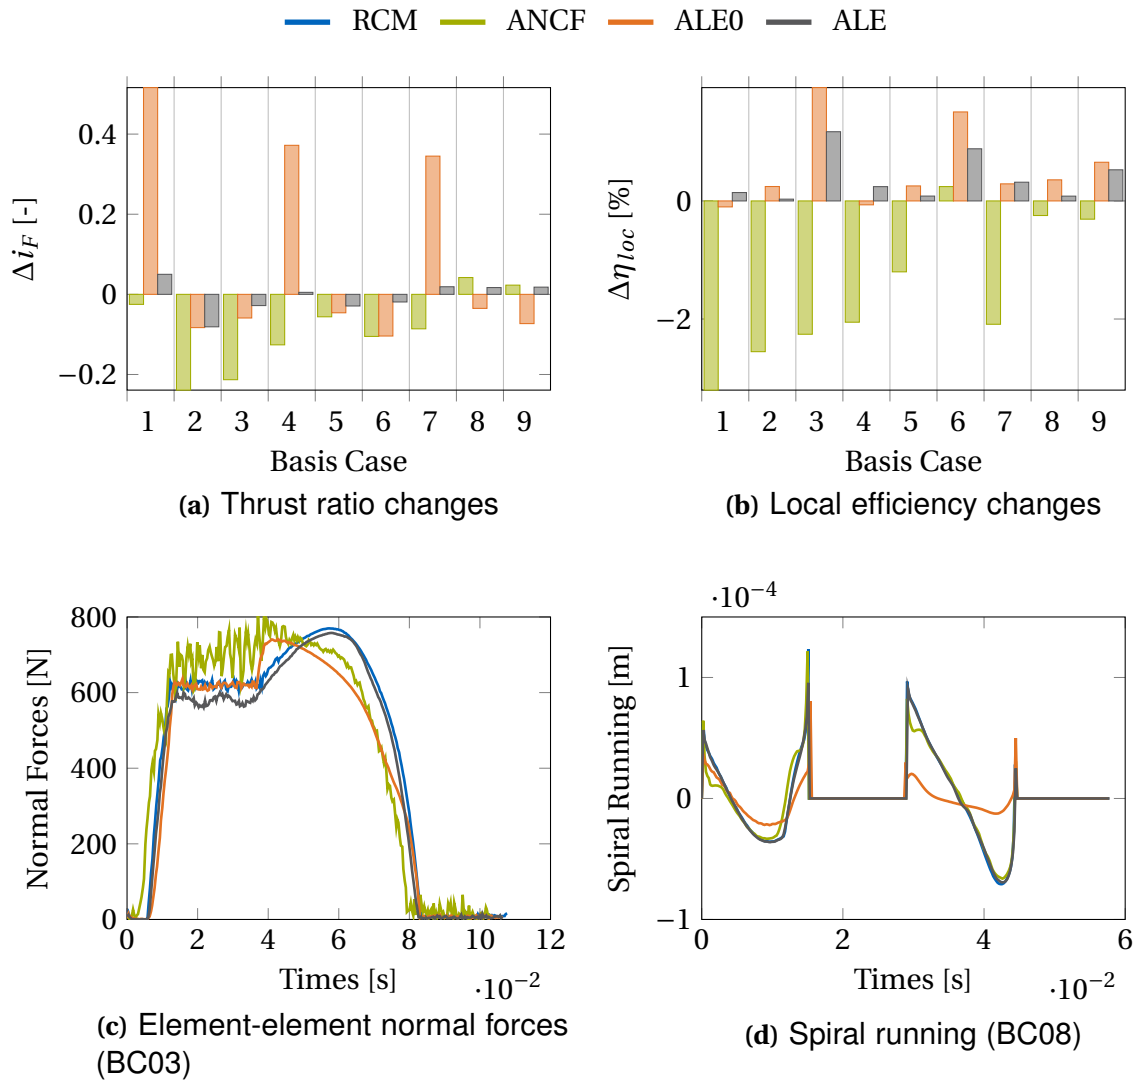 RCM ANCF ALE0 ALE
0.4
0.2
0
−0.2
Δi_F [-]
1 2 3 4 5 6 7 8 9
Basis Case
(a) Thrust ratio changes
0
−2
Δη_loc [%]
1 2 3 4 5 6 7 8 9
Basis Case
(b) Local efficiency changes
800
600
400
200
0
Normal Forces [N]
0 2 4 6 8 10 12
Times [s]
·10−2
(c) Element-element normal forces
(BC03)
·10−4
1
0
−1
Spiral Running [m]
0 2 4 6
Times [s]
·10−2
(d) Spiral running (BC08)